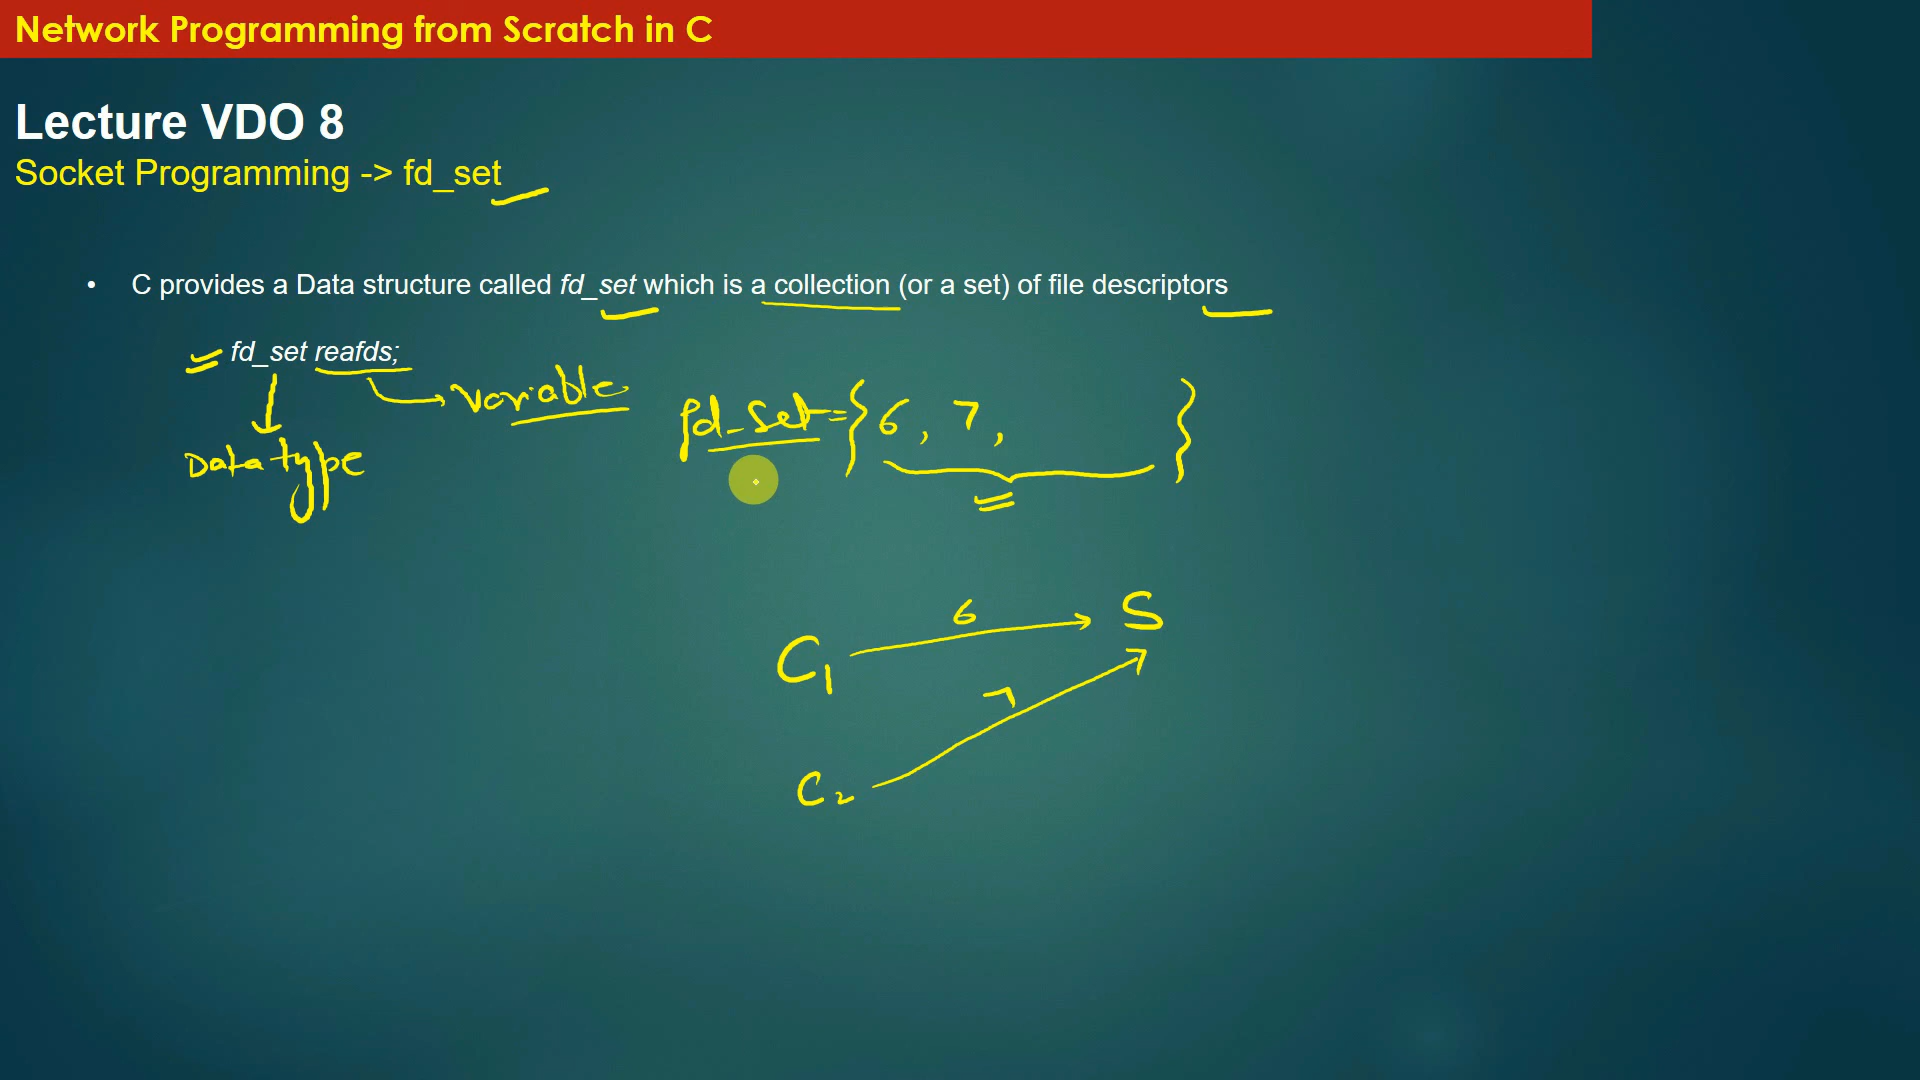 Network Programming from Scratch in C
Lecture VDO 8
Socket Programming -> fd_set
• C provides a Data structure called fd_set which is a collection (or a set) of file descriptors
fd_set reafds;
variable
fd_set = { 6, 7, }
Data type
6
S
C1
7
C2